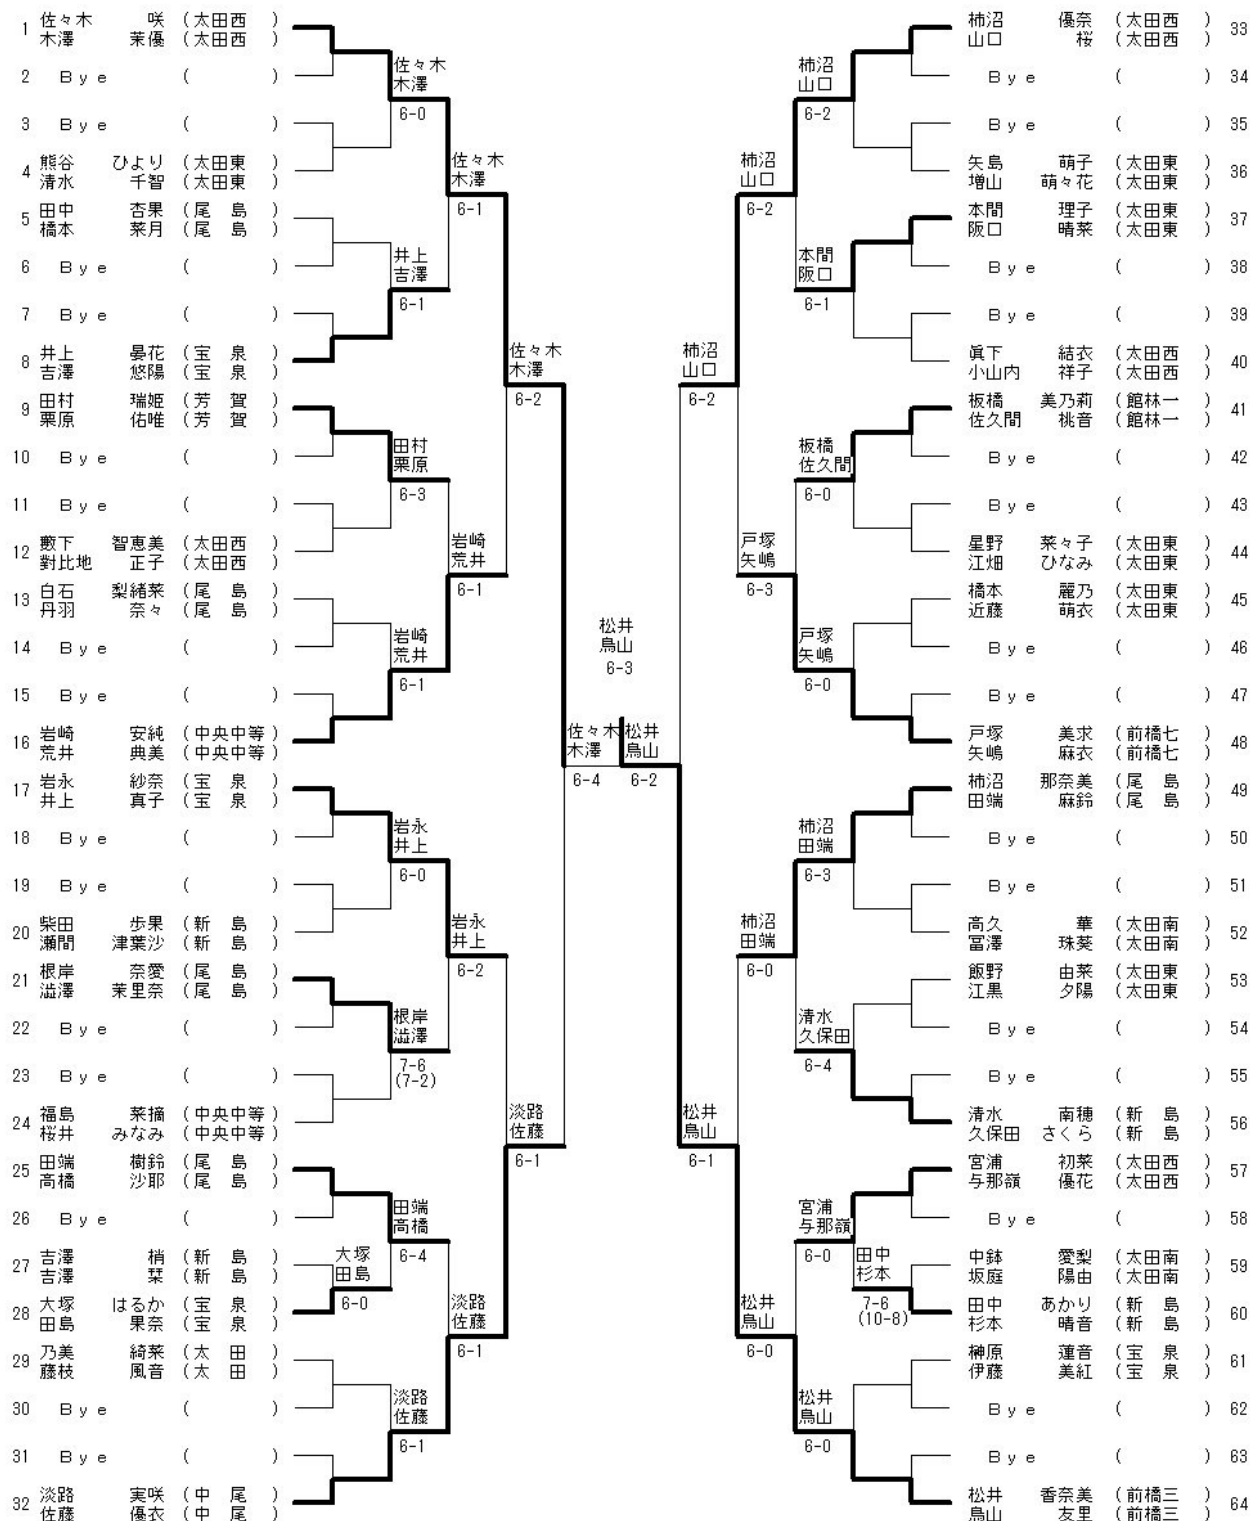 1 佐々木 咲 (太田西)
木澤 茉優 (太田西)
2 Bye ( )
3 Bye ( )
4 熊谷 ひより (太田東)
清水 千智 (太田東)
5 田中 杏果 (尾 島)
橋本 菜月 (尾 島)
6 Bye ( )
7 Bye ( )
8 井上 晏花 (宝 泉)
吉澤 悠陽 (宝 泉)
9 田村 瑞姫 (芳 賀)
栗原 佑唯 (芳 賀)
10 Bye ( )
11 Bye ( )
12 藪下 智恵美 (太田西)
對比地 正子 (太田西)
13 白石 梨緒菜 (尾 島)
丹羽 奈々 (尾 島)
14 Bye ( )
15 Bye ( )
16 岩崎 安純 (中央中等)
荒井 典美 (中央中等)
17 岩永 紗奈 (宝 泉)
井上 真子 (宝 泉)
18 Bye ( )
19 Bye ( )
20 柴田 歩果 (新 島)
瀬間 津葉沙 (新 島)
21 根岸 奈愛 (尾 島)
澁澤 茉里奈 (尾 島)
22 Bye ( )
23 Bye ( )
24 福島 菜摘 (中央中等)
桜井 みなみ (中央中等)
25 田端 樹鈴 (尾 島)
高橋 沙耶 (尾 島)
26 Bye ( )
27 吉澤 梢 (新 島)
吉澤 栞 (新 島)
28 大塚 はるか (宝 泉)
田島 果奈 (宝 泉)
29 乃美 綺菜 (太 田)
藤枝 風音 (太 田)
30 Bye ( )
31 Bye ( )
32 淡路 実咲 (中 尾)
佐藤 優衣 (中 尾)
大塚
田島
6-0
佐々木
木澤
6-0
井上
吉澤
6-1
田村
栗原
6-3
岩崎
荒井
6-1
岩永
井上
6-0
根岸
澁澤
7-6
(7-2)
田端
高橋
6-4
淡路
佐藤
6-1
佐々木
木澤
6-1
岩崎
荒井
6-1
岩永
井上
6-2
淡路
佐藤
6-1
佐々木
木澤
6-2
淡路
佐藤
6-1
佐々木
木澤
6-4
松井
鳥山
6-3
松井
鳥山
6-2
柿沼
山口
6-2
松井
鳥山
6-1
柿沼
山口
6-2
戸塚
矢嶋
6-3
柿沼
田端
6-0
松井
鳥山
6-0
柿沼
山口
6-2
本間
阪口
6-1
板橋
佐久間
6-0
戸塚
矢嶋
6-0
柿沼
田端
6-3
清水
久保田
6-4
宮浦
与那嶺
6-0
松井
鳥山
6-0
田中
杉本
7-6
(10-8)
柿沼 優奈 (太田西) 33
山口 桜 (太田西)
Bye ( ) 34
Bye ( ) 35
矢島 萌子 (太田東) 36
増山 萌々花 (太田東)
本間 理子 (太田東) 37
阪口 晴菜 (太田東)
Bye ( ) 38
Bye ( ) 39
眞下 結衣 (太田西) 40
小山内 祥子 (太田西)
板橋 美乃莉 (館林一) 41
佐久間 桃音 (館林一)
Bye ( ) 42
Bye ( ) 43
星野 菜々子 (太田東) 44
江畑 ひなみ (太田東)
橋本 麗乃 (太田東) 45
近藤 萌衣 (太田東)
Bye ( ) 46
Bye ( ) 47
戸塚 美求 (前橋七) 48
矢嶋 麻衣 (前橋七)
柿沼 那奈美 (尾 島) 49
田端 麻鈴 (尾 島)
Bye ( ) 50
Bye ( ) 51
高久 華 (太田南) 52
冨澤 珠葵 (太田南)
飯野 由菜 (太田東) 53
江黒 夕陽 (太田東)
Bye ( ) 54
Bye ( ) 55
清水 南穂 (新 島) 56
久保田 さくら (新 島)
宮浦 初菜 (太田西) 57
与那嶺 優花 (太田西)
Bye ( ) 58
中鉢 愛梨 (太田南) 59
坂庭 陽由 (太田南)
田中 あかり (新 島) 60
杉本 晴音 (新 島)
榊原 蓮音 (宝 泉) 61
伊藤 美紅 (宝 泉)
Bye ( ) 62
Bye ( ) 63
松井 香奈美 (前橋三) 64
鳥山 友里 (前橋三)